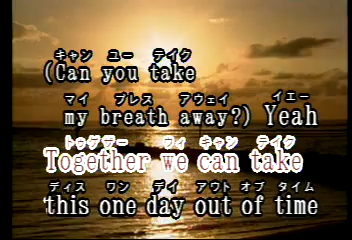 キャン ユー テイク
(Can you take
マイ ブレス アウェイ イエー
my breath away?) Yeah
トゥゲザー ウィ キャン テイク
Together we can take
ディス ワン デイ アウト オブ タイム
this one day out of time